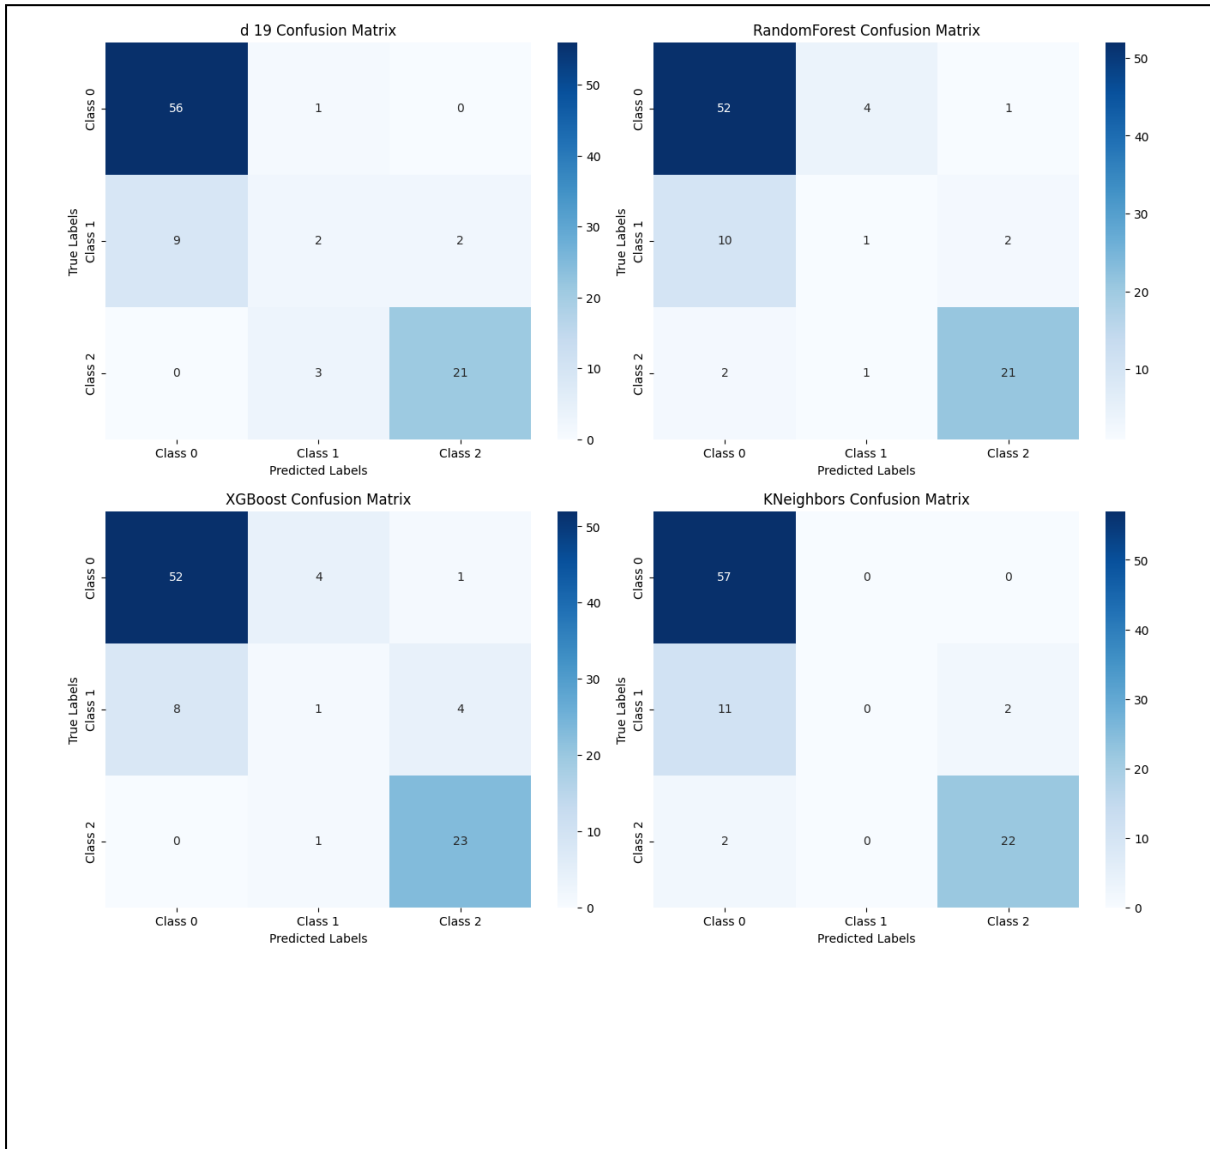 d 19 Confusion Matrix
Class 0
Class 1
Class 2
True Labels
56 1 0
9 2 2
0 3 21
Class 0 Class 1 Class 2
Predicted Labels
50
40
30
20
10
0
RandomForest Confusion Matrix
Class 0
Class 1
Class 2
True Labels
52 4 1
10 1 2
2 1 21
Class 0 Class 1 Class 2
Predicted Labels
50
40
30
20
10
XGBoost Confusion Matrix
Class 0
Class 1
Class 2
True Labels
52 4 1
8 1 4
0 1 23
Class 0 Class 1 Class 2
Predicted Labels
50
40
30
20
10
0
KNeighbors Confusion Matrix
Class 0
Class 1
Class 2
True Labels
57 0 0
11 0 2
2 0 22
Class 0 Class 1 Class 2
Predicted Labels
50
40
30
20
10
0